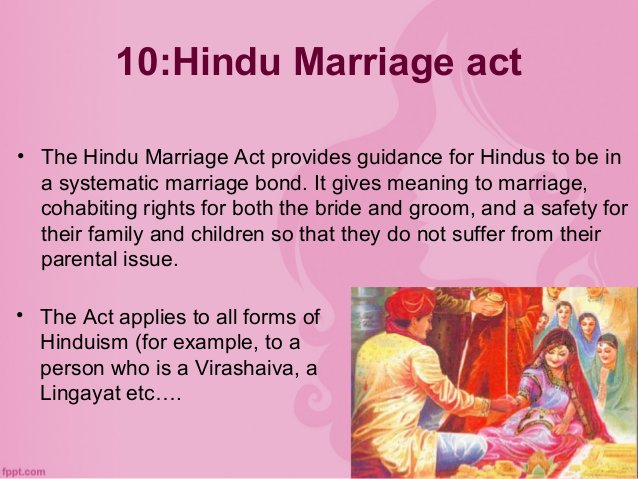 10:Hindu Marriage act
• The Hindu Marriage Act provides guidance for Hindus to be in
a systematic marriage bond. It gives meaning to marriage,
cohabiting rights for both the bride and groom, and a safety for
their family and children so that they do not suffer from their
parental issue.
• The Act applies to all forms of
Hinduism (for example, to a
person who is a Virashaiva, a
Lingayat etc….
fppt.com